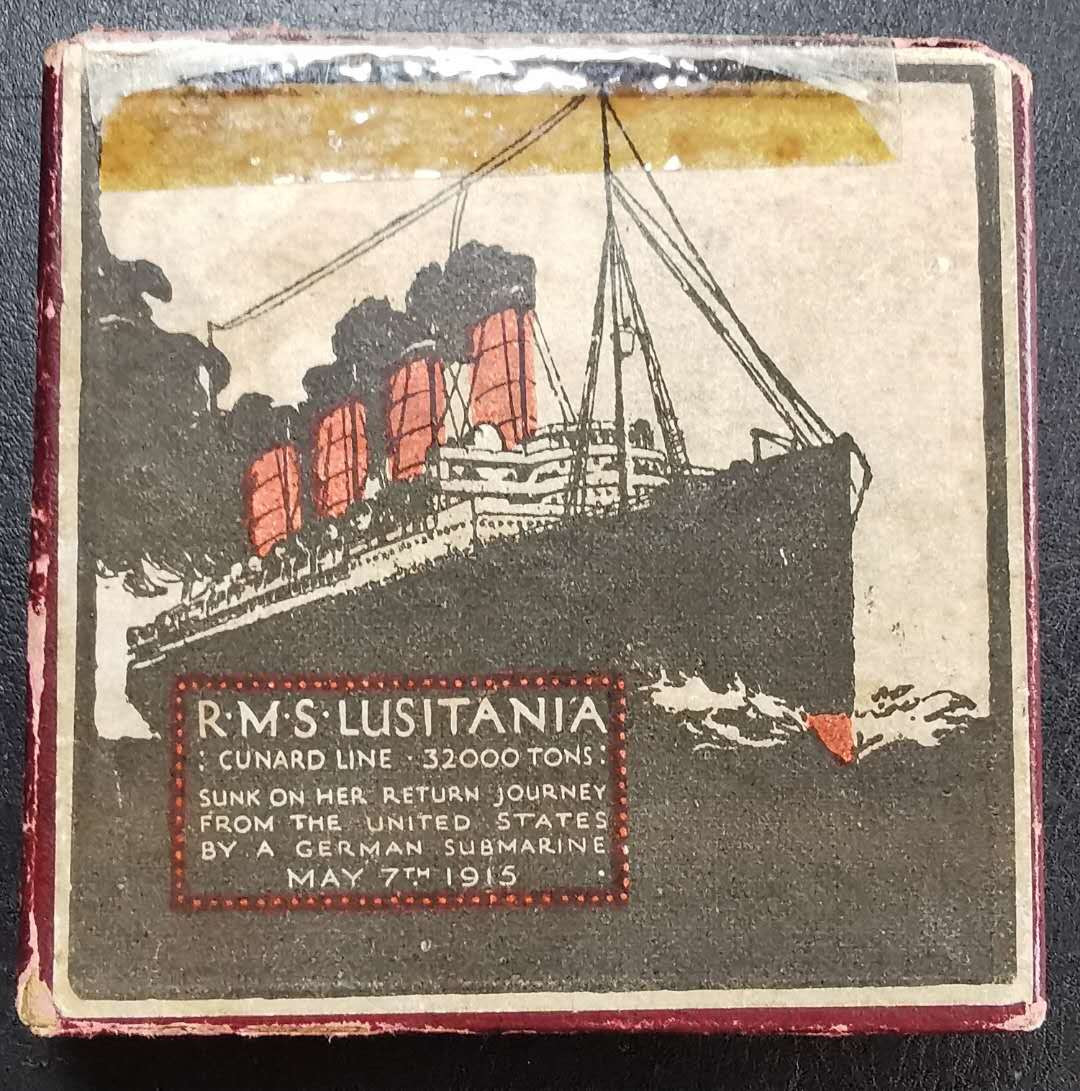 R·M·S· LUSITANIA
: CUNARD LINE · 32000 TONS :
SUNK ON HER RETURN JOURNEY
FROM THE UNITED STATES
BY A GERMAN SUBMARINE
MAY 7TH 1915